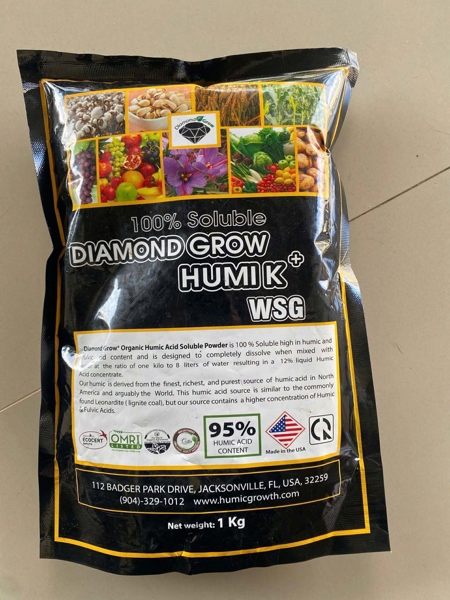 Diamond Grow
100% Soluble
DIAMOND GROW
HUMI K+
WSG
Diamond Grow® Organic Humic Acid Soluble Powder is 100 % Soluble high in humic and
content and is designed to completely dissolve when mixed with
at the ratio of one kilo to 8 liters of water resulting in a 12% liquid Humic
Acid concentrate.
Our humic is derived from the finest, richest, and purest source of humic acid in North
America and arguably the World. This humic acid source is similar to the commonly
found Leonardite ( lignite coal), but our source contains a higher concentration of Humic
& Fulvic Acids.
ECOCERT
OMRI
LISTED
95%
HUMIC ACID
CONTENT
Made in the USA
112 BADGER PARK DRIVE, JACKSONVILLE, FL, USA, 32259
(904)-329-1012 www.humicgrowth.com
Net weight: 1 Kg